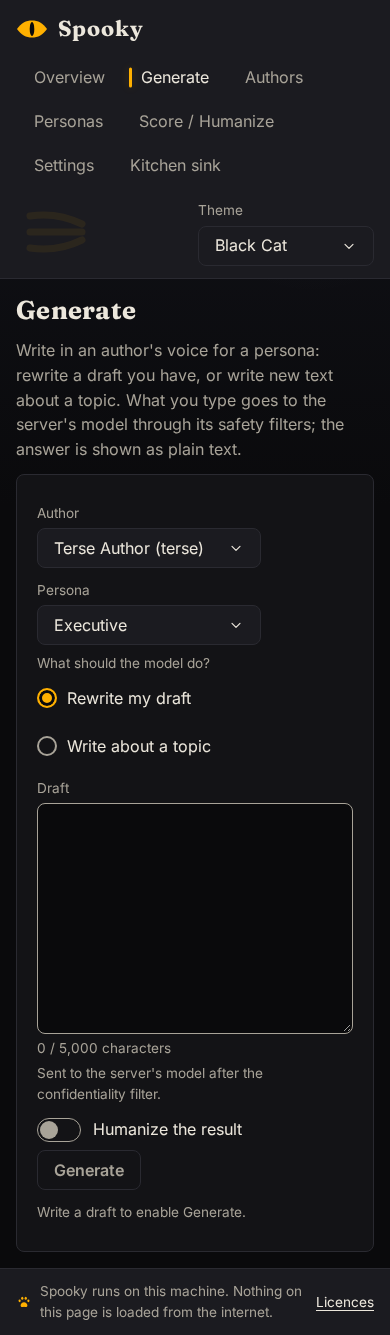 Spooky
Overview
Generate
Authors
Personas
Score / Humanize
Settings
Kitchen sink
Theme
Black Cat
Generate
Write in an author's voice for a persona:
rewrite a draft you have, or write new text
about a topic. What you type goes to the
server's model through its safety filters; the
answer is shown as plain text.
Author
Terse Author (terse)
Persona
Executive
What should the model do?
Rewrite my draft
Write about a topic
Draft
0 / 5,000 characters
Sent to the server's model after the
confidentiality filter.
Humanize the result
Generate
Write a draft to enable Generate.
Spooky runs on this machine. Nothing on
this page is loaded from the internet.
Licences